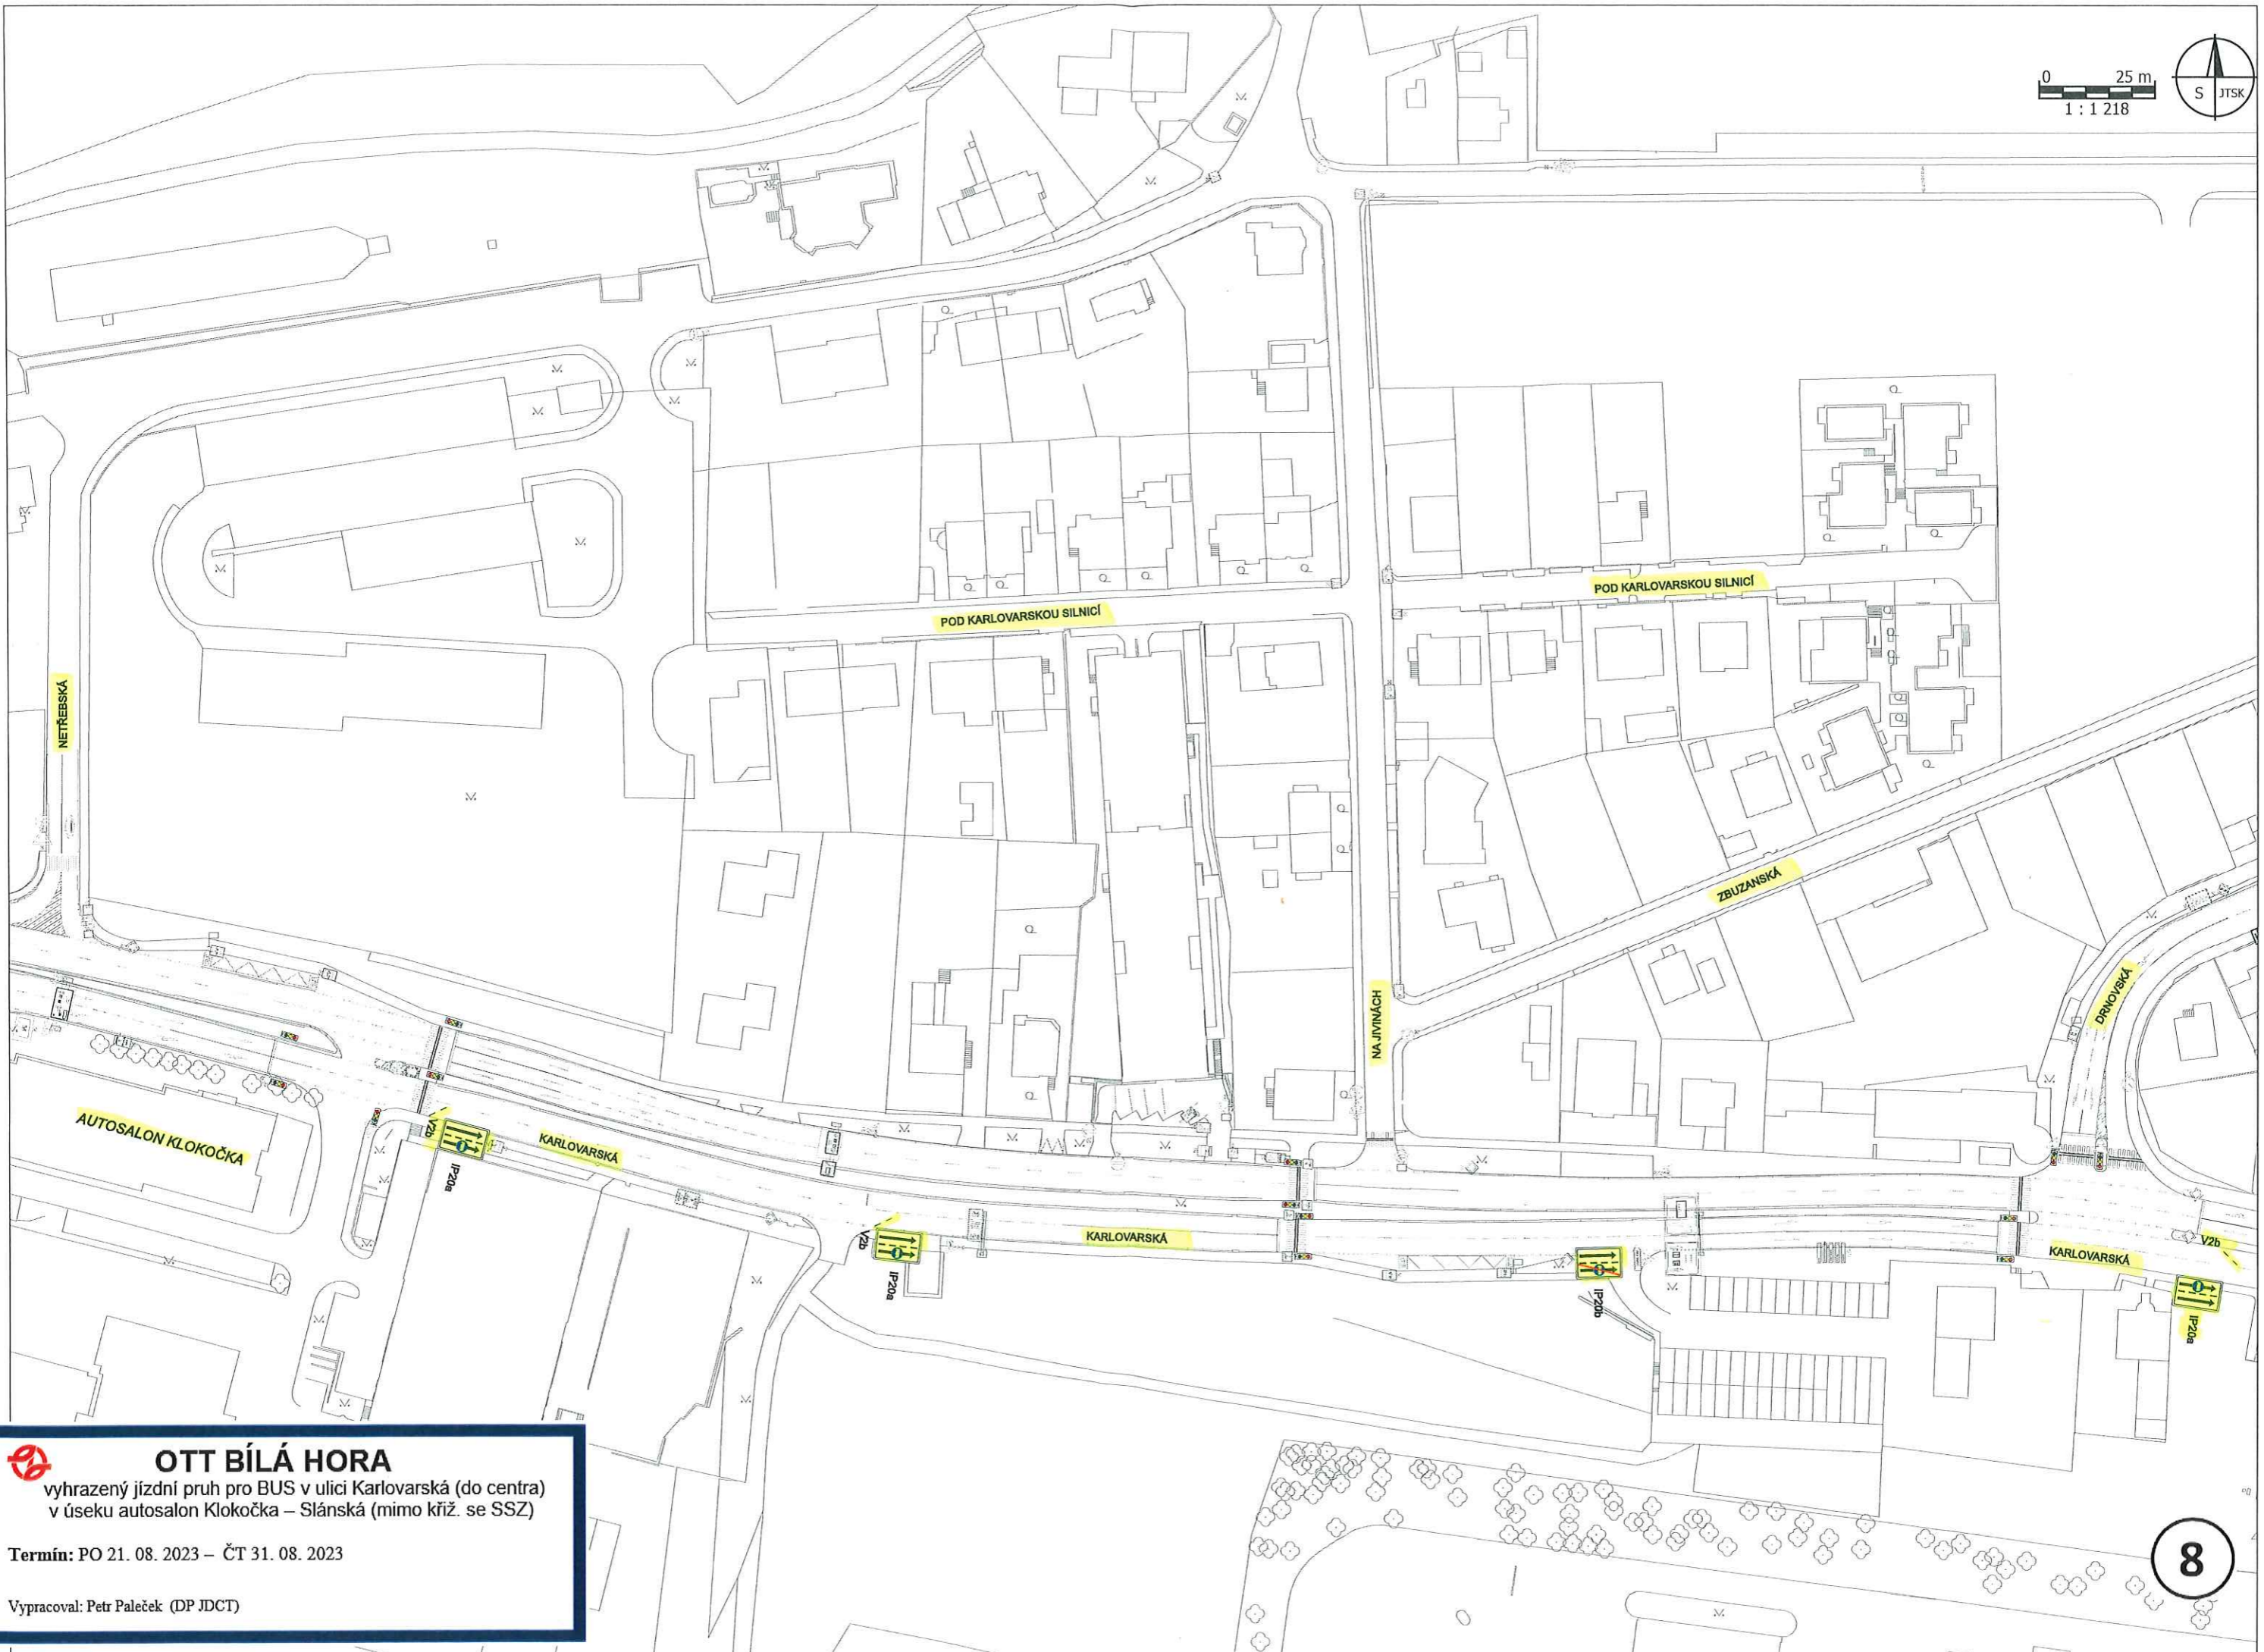 0 25 m
1 : 1 218
S JTSK
POD KARLOVARSKOU SILNICÍ
POD KARLOVARSKOU SILNICÍ
NETŘEBSKÁ
ZBUZANSKÁ
NA JIVINÁCH
DRNOVSKÁ
AUTOSALON KLOKOČKA
V2b
IP20a
KARLOVARSKÁ
V2b
IP20a
KARLOVARSKÁ
IP20b
KARLOVARSKÁ
V2b
IP20a
OTT BÍLÁ HORA
vyhrazený jízdní pruh pro BUS v ulici Karlovarská (do centra)
v úseku autosalon Klokočka – Slánská (mimo křiž. se SSZ)
Termín: PO 21. 08. 2023 – ČT 31. 08. 2023
Vypracoval: Petr Paleček (DP JDCT)
8